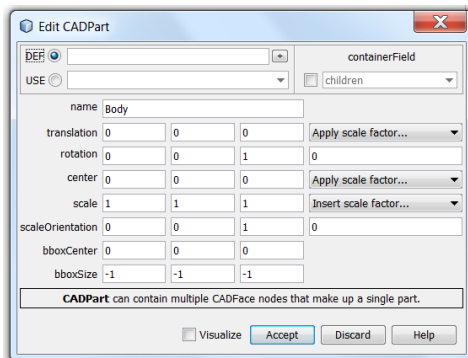 Edit CADPart
DEF + containerField
USE children
name Body
translation 0 0 0 Apply scale factor...
rotation 0 0 1 0
center 0 0 0 Apply scale factor...
scale 1 1 1 Insert scale factor...
scaleOrientation 0 0 1 0
bboxCenter 0 0 0
bboxSize -1 -1 -1
CADPart can contain multiple CADFace nodes that make up a single part.
Visualize Accept Discard Help